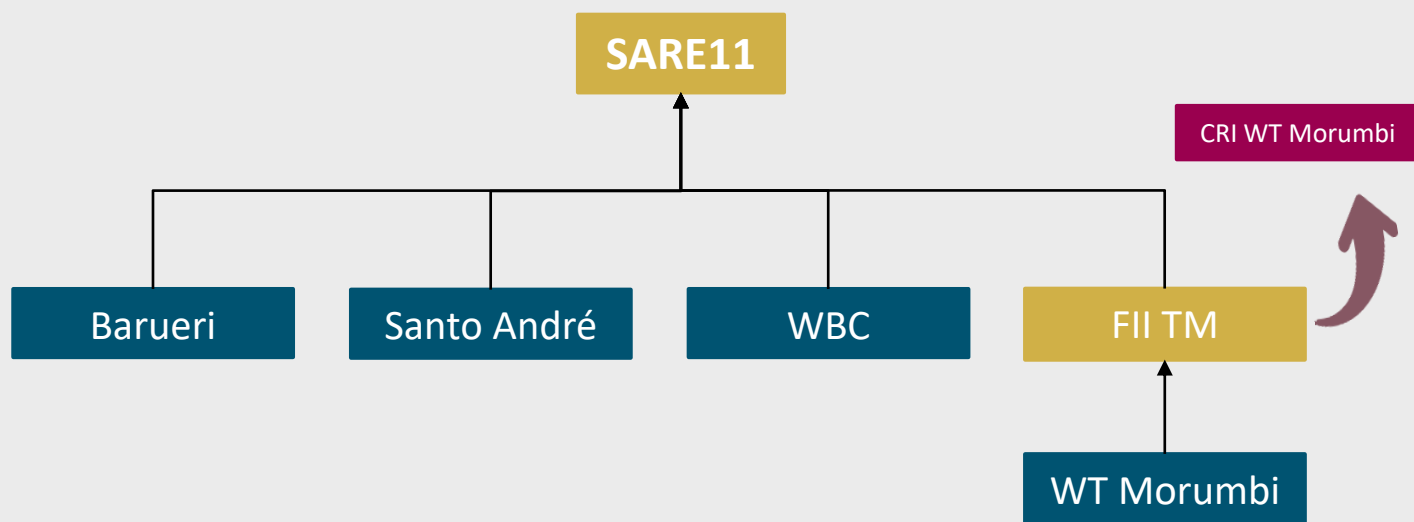 SARE11
CRI WT Morumbi
Barueri
Santo André
WBC
FII TM
WT Morumbi